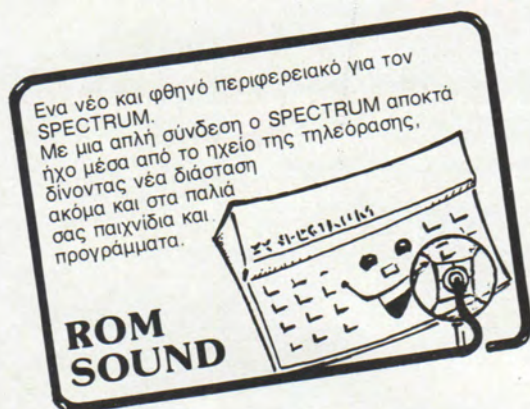 Ενα νέο και φθηνό περιφερειακό για τον
SPECTRUM.
Με μια απλή σύνδεση ο SPECTRUM αποκτά
ήχο μέσα από το ηχείο της τηλεόρασης,
δίνοντας νέα διάσταση
ακόμα και στα παλιά
σας παιχνίδια και
προγράμματα.
ROM
SOUND